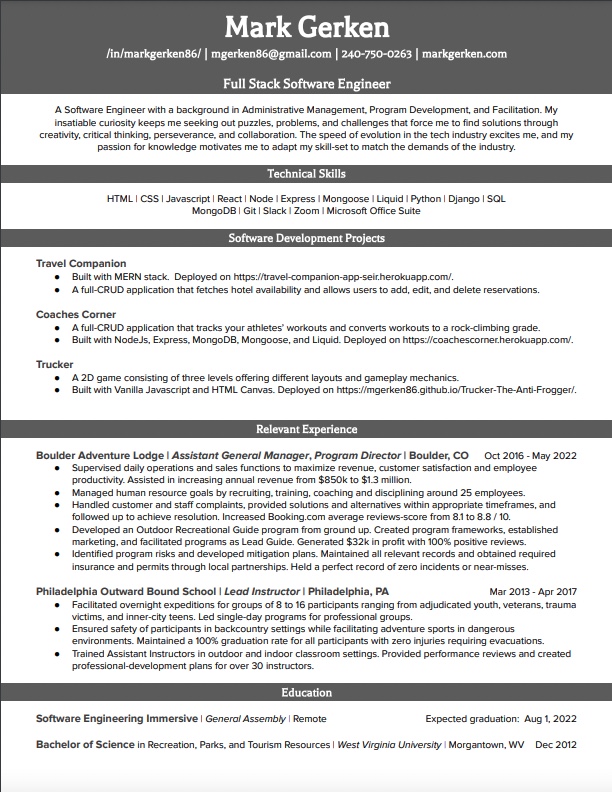 Mark Gerken
/in/markgerken86/ | mgerken86@gmail.com | 240-750-0263 | markgerken.com
Full Stack Software Engineer
A Software Engineer with a background in Administrative Management, Program Development, and Facilitation. My
insatiable curiosity keeps me seeking out puzzles, problems, and challenges that force me to find solutions through
creativity, critical thinking, perseverance, and collaboration. The speed of evolution in the tech industry excites me, and my
passion for knowledge motivates me to adapt my skill-set to match the demands of the industry.
Technical Skills
HTML | CSS | Javascript | React | Node | Express | Mongoose | Liquid | Python | Django | SQL
MongoDB | Git | Slack | Zoom | Microsoft Office Suite
Software Development Projects
Travel Companion
● Built with MERN stack. Deployed on https://travel-companion-app-seir.herokuapp.com/.
● A full-CRUD application that fetches hotel availability and allows users to add, edit, and delete reservations.
Coaches Corner
● A full-CRUD application that tracks your athletes' workouts and converts workouts to a rock-climbing grade.
● Built with NodeJs, Express, MongoDB, Mongoose, and Liquid. Deployed on https://coachescorner.herokuapp.com/.
Trucker
● A 2D game consisting of three levels offering different layouts and gameplay mechanics.
● Built with Vanilla Javascript and HTML Canvas. Deployed on https://mgerken86.github.io/Trucker-The-Anti-Frogger/.
Relevant Experience
Boulder Adventure Lodge | Assistant General Manager, Program Director | Boulder, CO Oct 2016 - May 2022
● Supervised daily operations and sales functions to maximize revenue, customer satisfaction and employee
productivity. Assisted in increasing annual revenue from $850k to $1.3 million.
● Managed human resource goals by recruiting, training, coaching and disciplining around 25 employees.
● Handled customer and staff complaints, provided solutions and alternatives within appropriate timeframes, and
followed up to achieve resolution. Increased Booking.com average reviews-score from 8.1 to 8.8 / 10.
● Developed an Outdoor Recreational Guide program from ground up. Created program frameworks, established
marketing, and facilitated programs as Lead Guide. Generated $32k in profit with 100% positive reviews.
● Identified program risks and developed mitigation plans. Maintained all relevant records and obtained required
insurance and permits through local partnerships. Held a perfect record of zero incidents or near-misses.
Philadelphia Outward Bound School | Lead Instructor | Philadelphia, PA Mar 2013 - Apr 2017
● Facilitated overnight expeditions for groups of 8 to 16 participants ranging from adjudicated youth, veterans, trauma
victims, and inner-city teens. Led single-day programs for professional groups.
● Ensured safety of participants in backcountry settings while facilitating adventure sports in dangerous
environments. Maintained a 100% graduation rate for all participants with zero injuries requiring evacuations.
● Trained Assistant Instructors in outdoor and indoor classroom settings. Provided performance reviews and created
professional-development plans for over 30 instructors.
Education
Software Engineering Immersive | General Assembly | Remote Expected graduation: Aug 1, 2022
Bachelor of Science in Recreation, Parks, and Tourism Resources | West Virginia University | Morgantown, WV Dec 2012